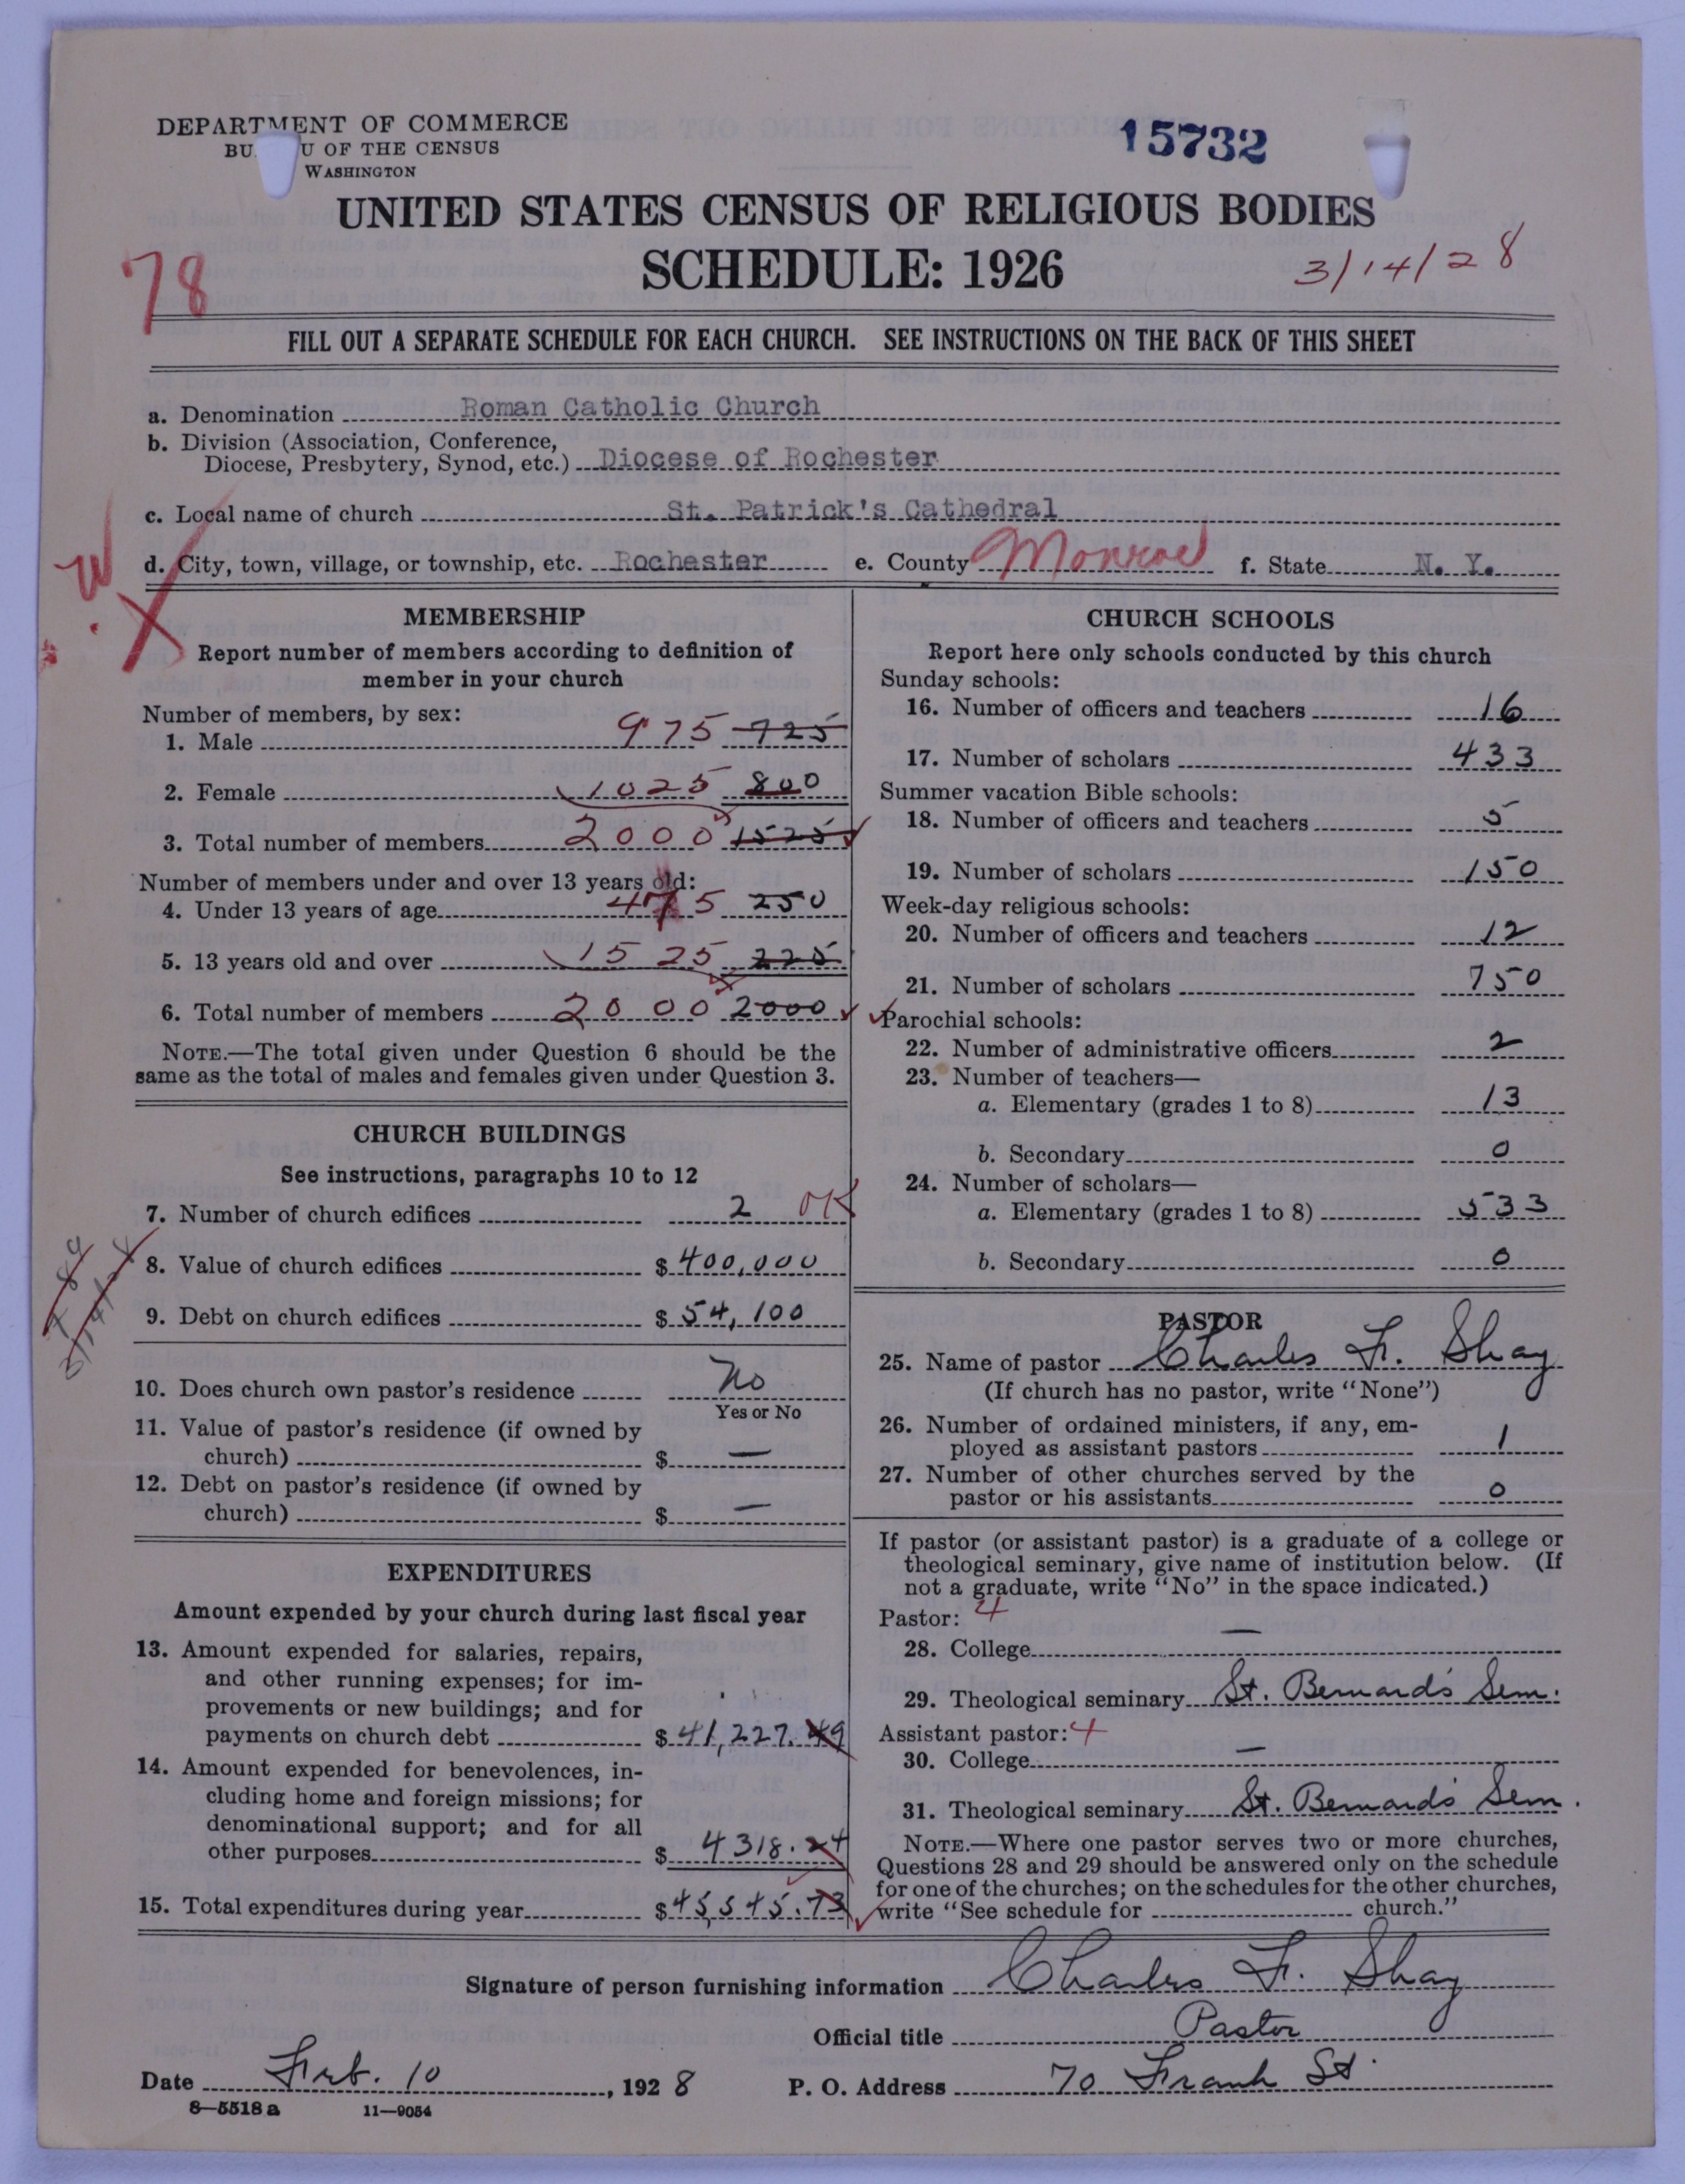 DEPARTMENT OF COMMERCE
BU U OF THE CENSUS
WASHINGTON
15732
UNITED STATES CENSUS OF RELIGIOUS BODIES
SCHEDULE: 1926
78
3/14/28
FILL OUT A SEPARATE SCHEDULE FOR EACH CHURCH. SEE INSTRUCTIONS ON THE BACK OF THIS SHEET
a. Denomination Roman Catholic Church
b. Division (Association, Conference,
Diocese, Presbytery, Synod, etc.) Diocese of Rochester
c. Local name of church St. Patrick's Cathedral
d. City, town, village, or township, etc. Rochester e. County Monroe f. State N. Y.
MEMBERSHIP
Report number of members according to definition of
member in your church
Number of members, by sex:
1. Male 975 725
2. Female 1025 800
3. Total number of members 2000 1525
Number of members under and over 13 years old:
4. Under 13 years of age 475 250
5. 13 years old and over 1525 225
6. Total number of members 2000 2000
NOTE.—The total given under Question 6 should be the
same as the total of males and females given under Question 3.
CHURCH BUILDINGS
See instructions, paragraphs 10 to 12
7. Number of church edifices 2 OK
8. Value of church edifices $ 400,000
9. Debt on church edifices $ 54,100
10. Does church own pastor's residence No
Yes or No
11. Value of pastor's residence (if owned by
church) $ —
12. Debt on pastor's residence (if owned by
church) $ —
EXPENDITURES
Amount expended by your church during last fiscal year
13. Amount expended for salaries, repairs,
and other running expenses; for im-
provements or new buildings; and for
payments on church debt $ 41,227.49
14. Amount expended for benevolences, in-
cluding home and foreign missions; for
denominational support; and for all
other purposes $ 4318.24
15. Total expenditures during year $ 45,545.73
CHURCH SCHOOLS
Report here only schools conducted by this church
Sunday schools:
16. Number of officers and teachers 16
17. Number of scholars 433
Summer vacation Bible schools:
18. Number of officers and teachers 5
19. Number of scholars 150
Week-day religious schools:
20. Number of officers and teachers 12
21. Number of scholars 750
Parochial schools:
22. Number of administrative officers 2
23. Number of teachers—
a. Elementary (grades 1 to 8) 13
b. Secondary 0
24. Number of scholars—
a. Elementary (grades 1 to 8) 533
b. Secondary 0
PASTOR
25. Name of pastor Charles F. Shay
(If church has no pastor, write "None")
26. Number of ordained ministers, if any, em-
ployed as assistant pastors 1
27. Number of other churches served by the
pastor or his assistants 0
If pastor (or assistant pastor) is a graduate of a college or
theological seminary, give name of institution below. (If
not a graduate, write "No" in the space indicated.)
Pastor: 4
28. College —
29. Theological seminary St. Bernard's Sem.
Assistant pastor: 4
30. College —
31. Theological seminary St. Bernard's Sem.
NOTE.—Where one pastor serves two or more churches,
Questions 28 and 29 should be answered only on the schedule
for one of the churches; on the schedules for the other churches,
write "See schedule for church."
Signature of person furnishing information Charles F. Shay
Official title Pastor
Date Feb. 10, 1928 P. O. Address 70 Frank St.
8—5518 a 11—9054